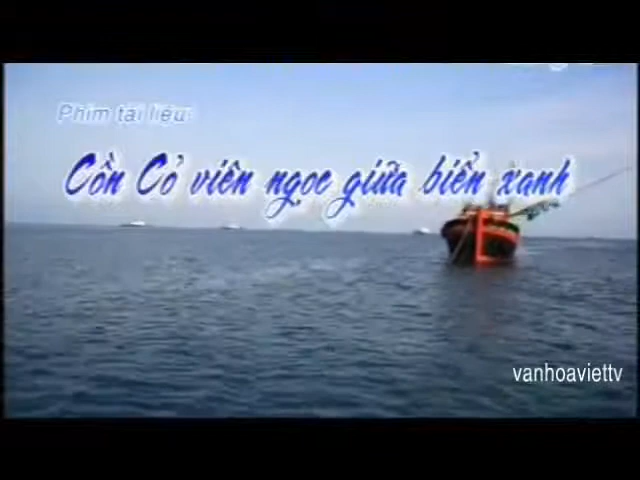 Phim tài liệu:
Cồn Cỏ viên ngọc giữa biển xanh
vanhoaviettv